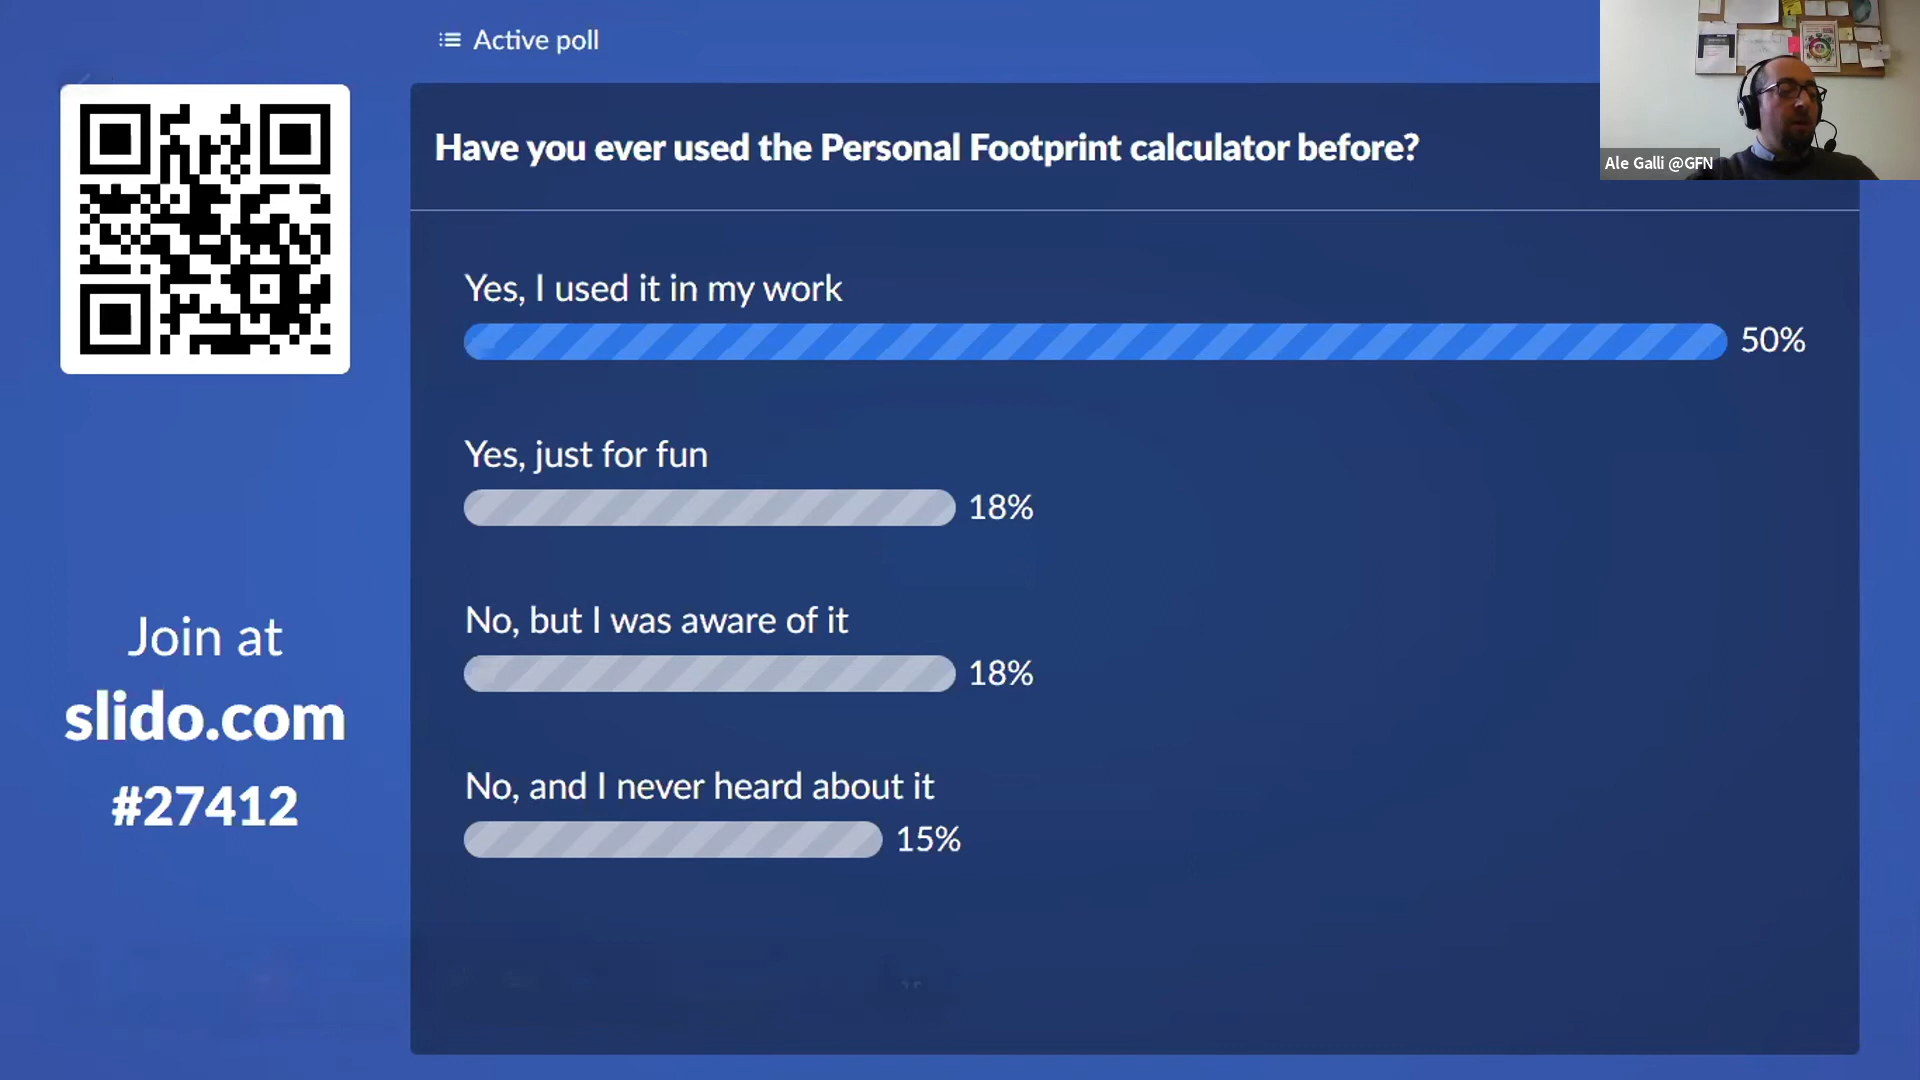 Active poll
Have you ever used the Personal Footprint calculator before?
Ale Galli @GFN
Yes, I used it in my work
50%
Yes, just for fun
18%
No, but I was aware of it
18%
No, and I never heard about it
15%
Join at
slido.com
#27412